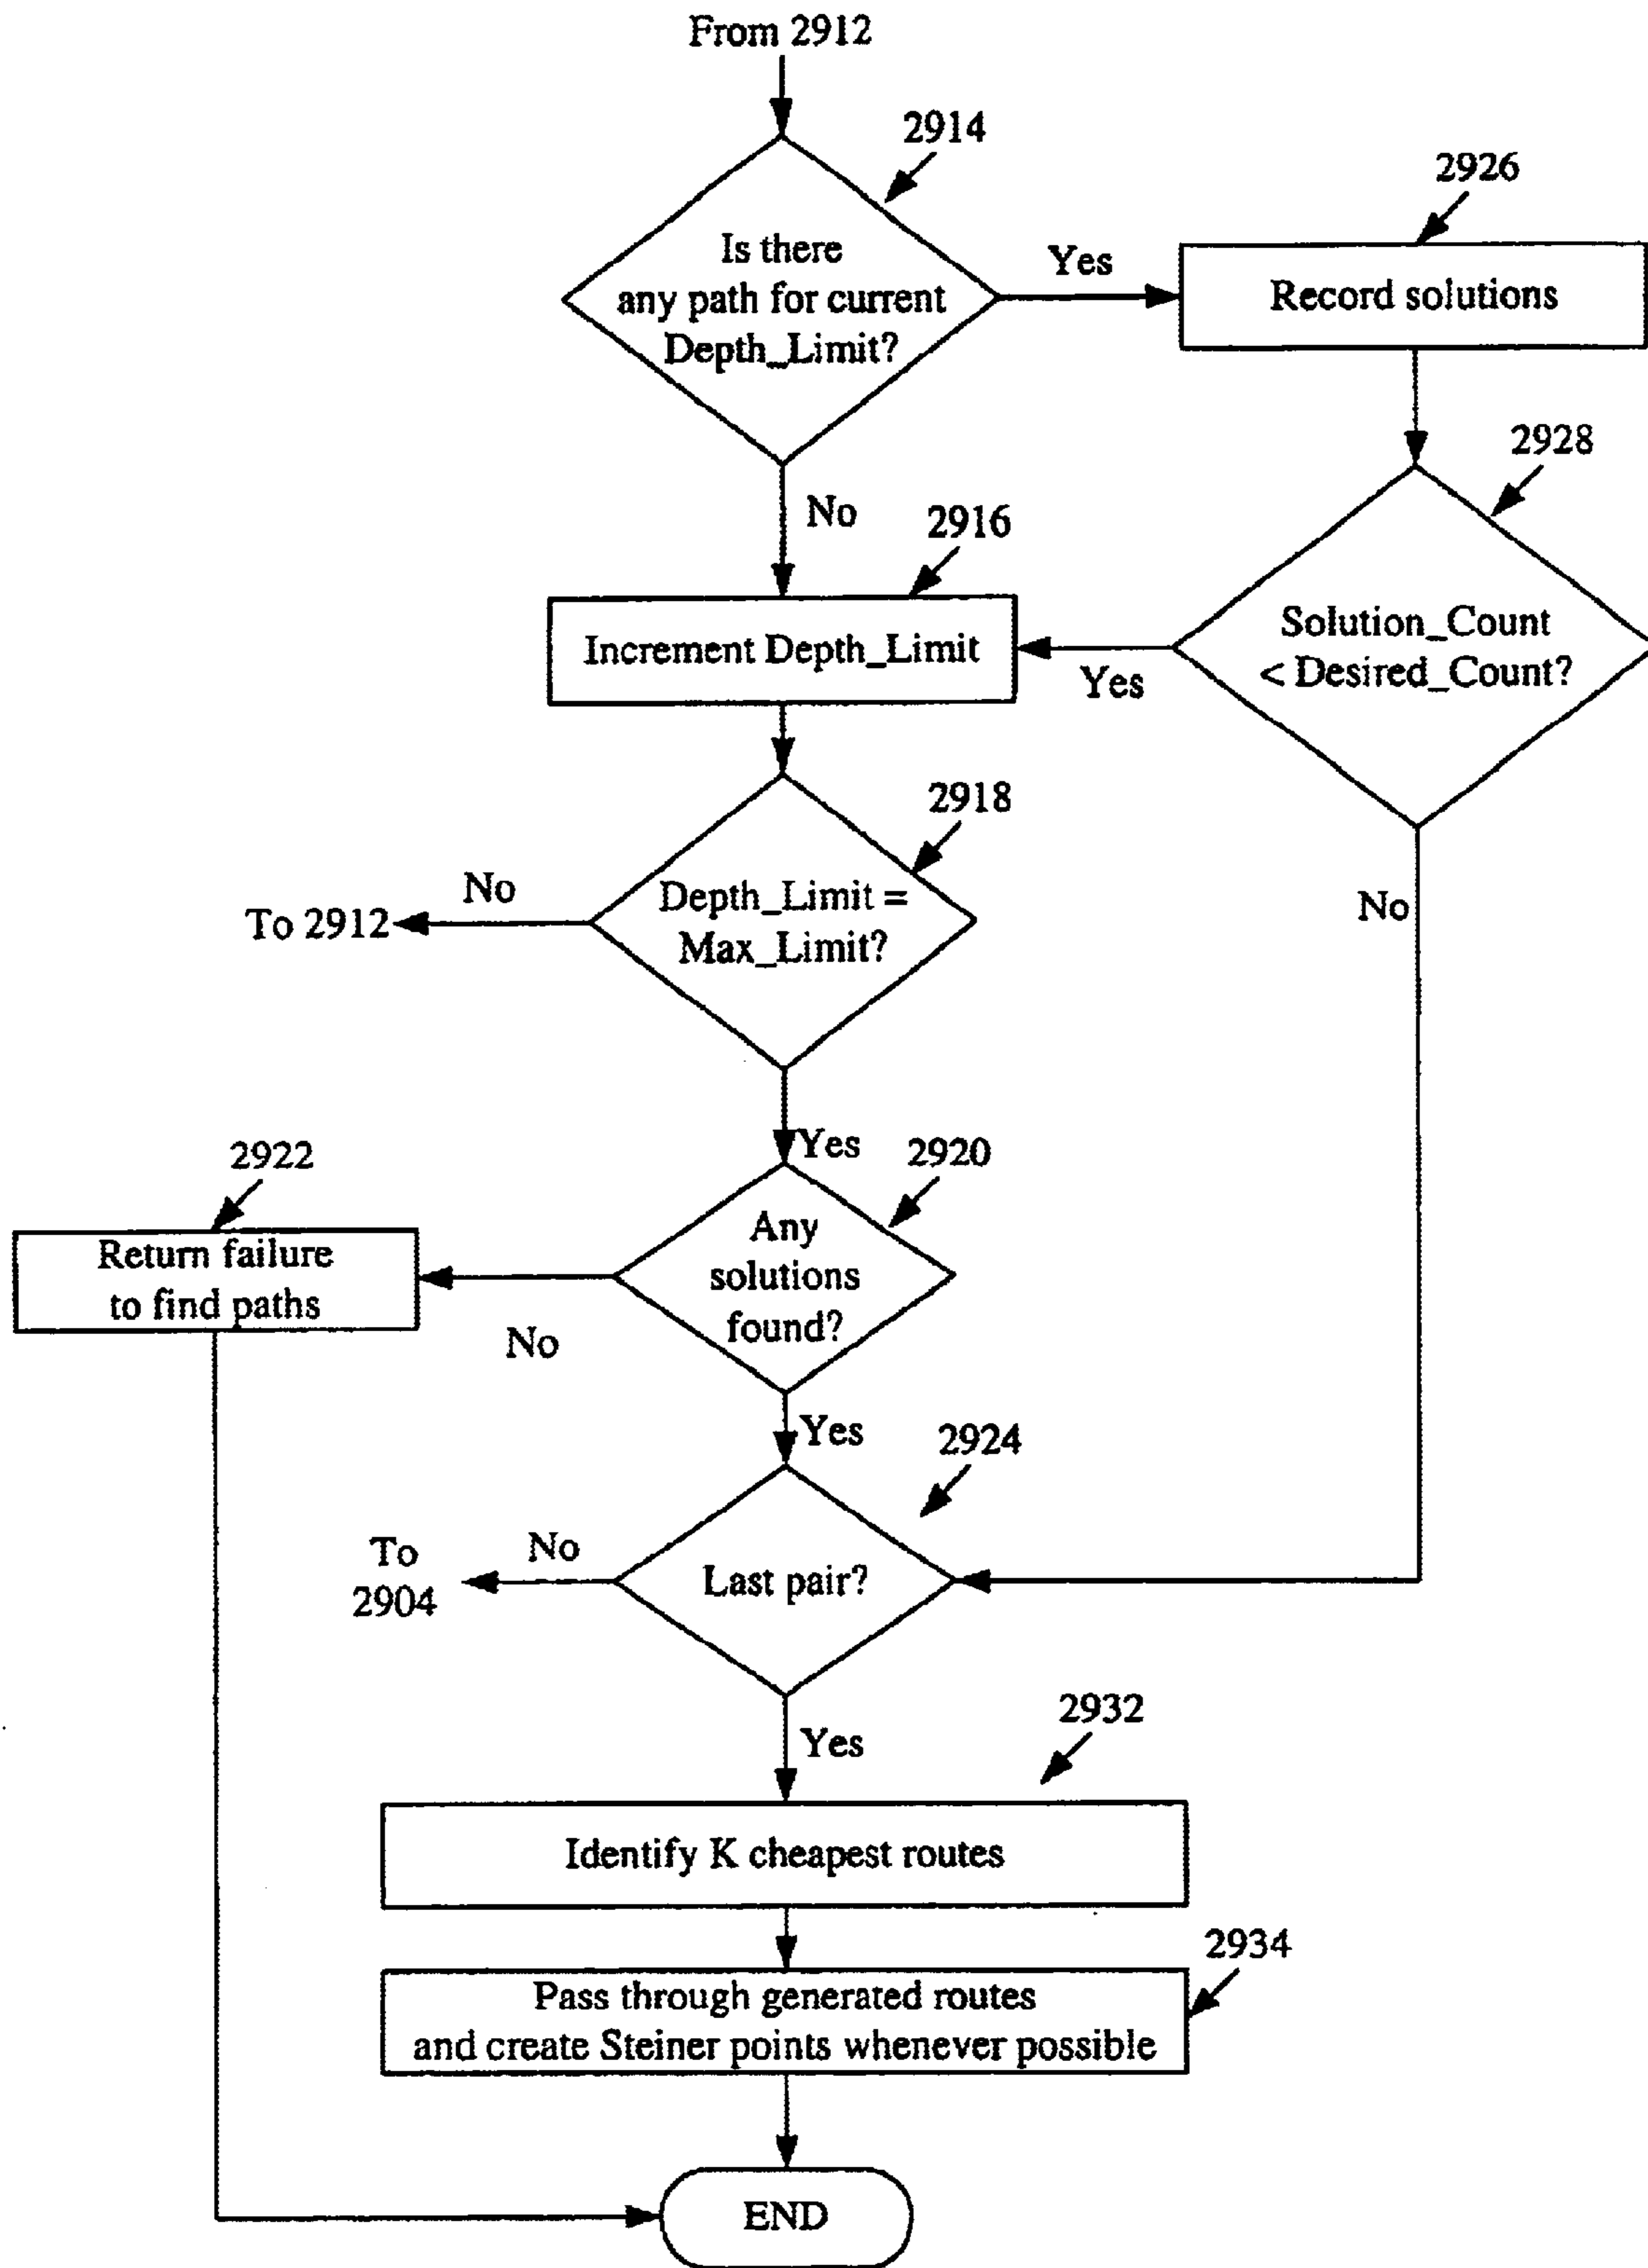 From 2912
2914
Is there
any path for current
Depth_Limit?
Yes
2926
Record solutions
No
2916
Increment Depth_Limit
2928
Solution_Count
< Desired_Count?
Yes
No
2918
Depth_Limit =
Max_Limit?
No
To 2912
Yes
2920
Any
solutions
found?
2922
Return failure
to find paths
No
Yes
2924
Last pair?
No
To
2904
Yes
2932
Identify K cheapest routes
2934
Pass through generated routes
and create Steiner points whenever possible
END